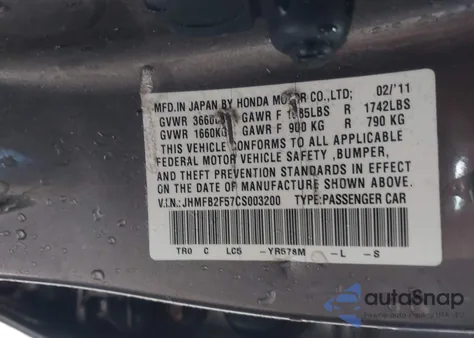 MFD.IN JAPAN BY HONDA MOTOR CO.,LTD. 02/'11
GVWR GAWR F R 1742LBS
GVWR 1660KG GAWR F 900 KG R 790 KG
THIS VEHICLE CONFORMS TO ALL APPLICABLE
FEDERAL MOTOR VEHICLE SAFETY ,BUMPER,
AND THEFT PREVENTION STANDARDS IN EFFECT
ON THE DATE OF MANUFACTURE SHOWN ABOVE.
V.I.N.: JHMFB2F57CS003200 TYPE:PASSENGER CAR
TR0 C LC5 -YR578M -L -S
autoSnap